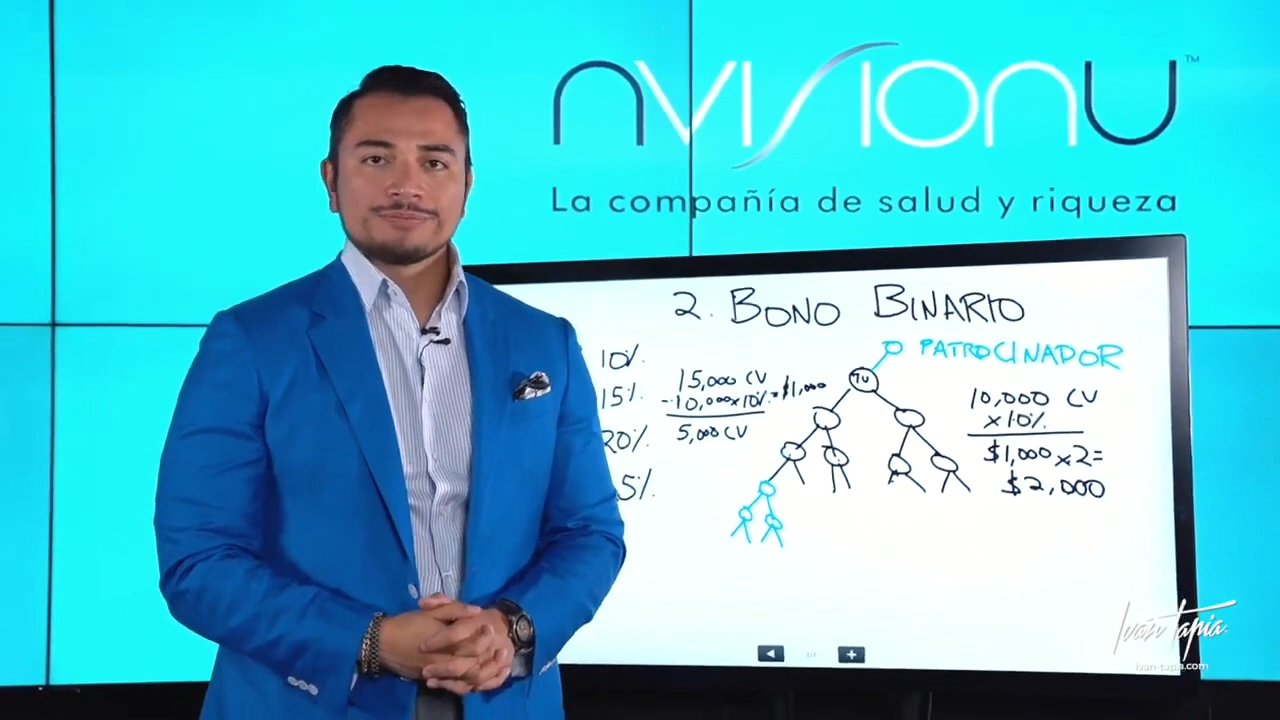 NVISIONU™
La compañía de salud y riqueza
2. BONO BINARIO
PATROCINADOR
TU
10%
15%
20%
5%
15,000 CV
-10,000 x 10% = $1,000
5,000 CV
10,000 CV
x 10%
$1,000 x 2 =
$2,000
Ivan Tapia
ivan-tapia.com